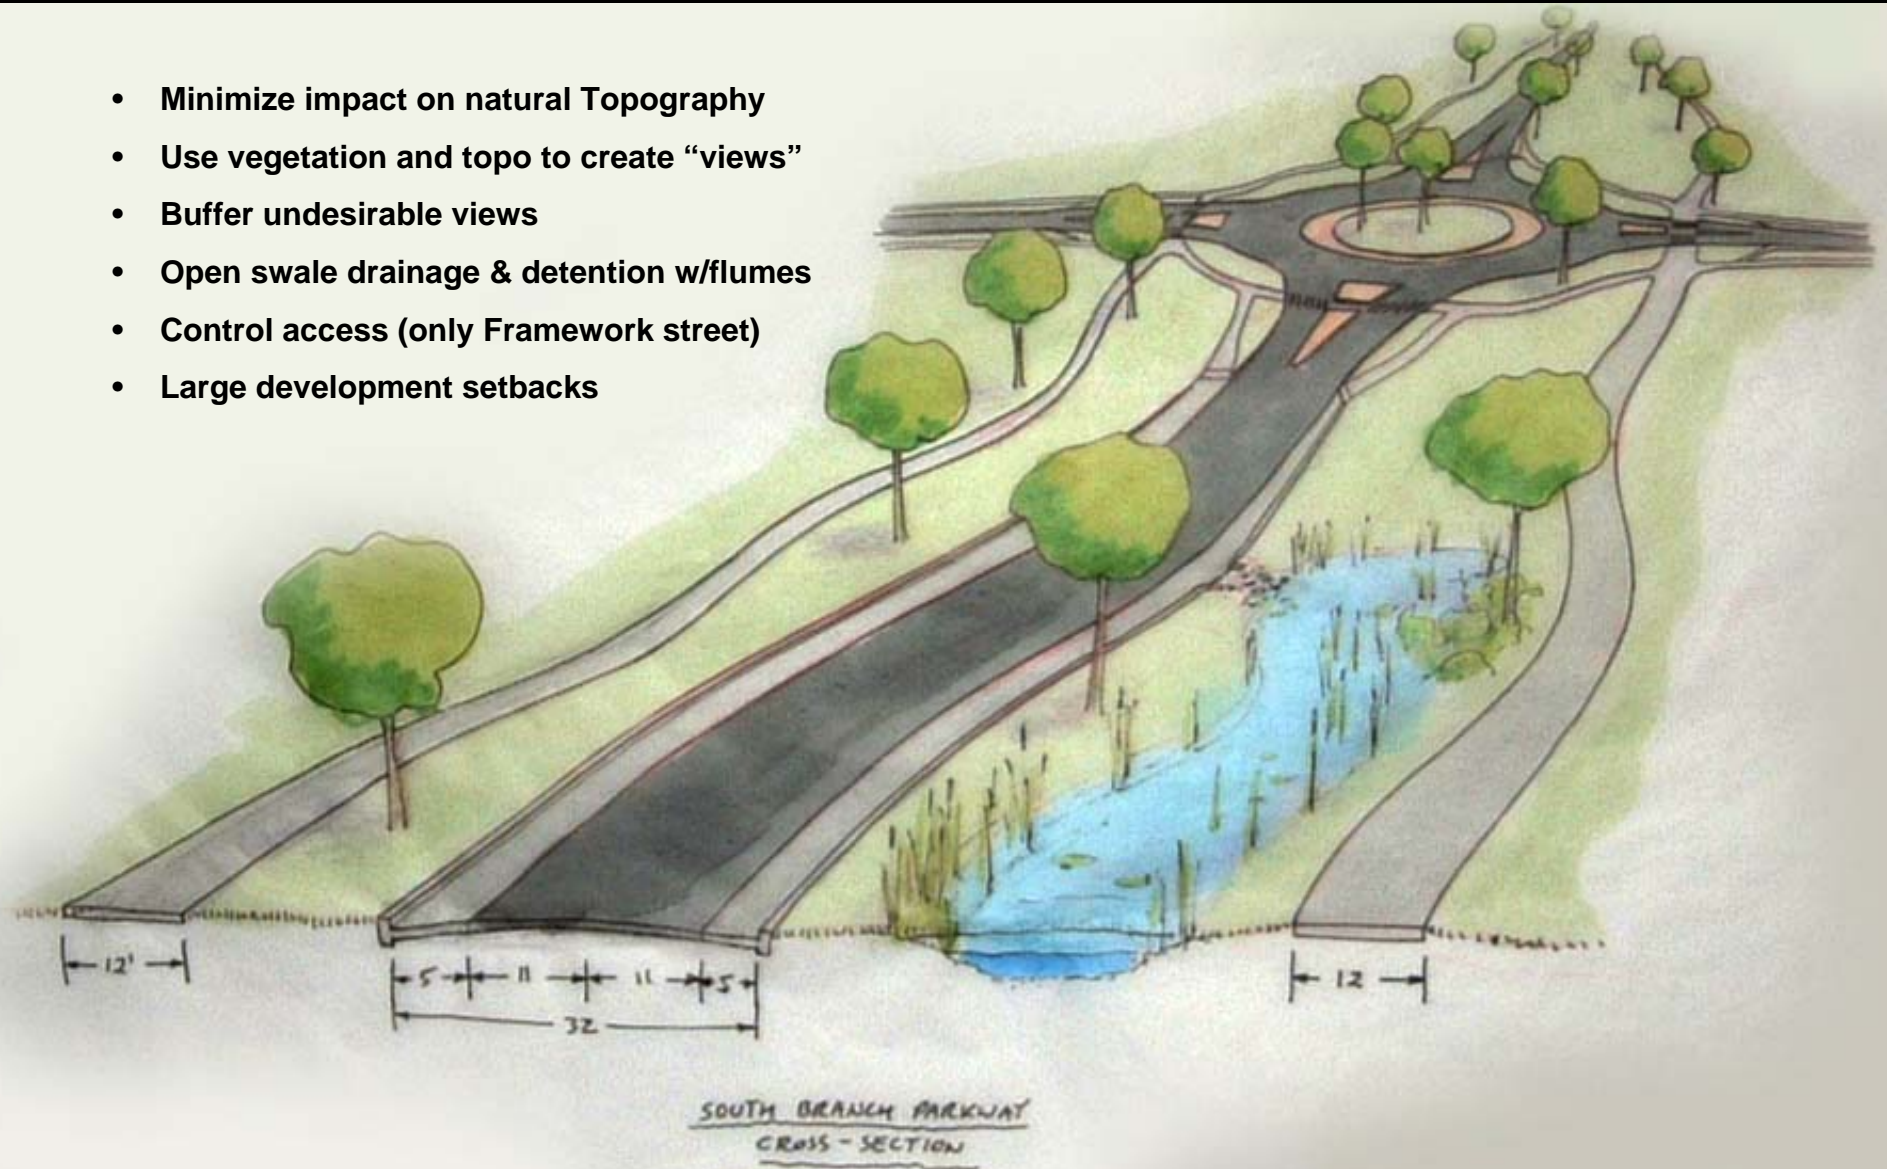 • Minimize impact on natural Topography
• Use vegetation and topo to create “views”
• Buffer undesirable views
• Open swale drainage & detention w/flumes
• Control access (only Framework street)
• Large development setbacks
12'
5 11 11 5
32
12
SOUTH BRANCH PARKWAY
CROSS-SECTION